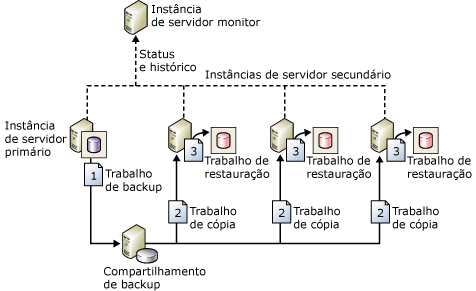 Instância
de servidor monitor
Status
e histórico
Instâncias de servidor secundário
Instância
de servidor
primário
3
3
3
Trabalho de
restauração
Trabalho de
restauração
Trabalho de
restauração
1
Trabalho
de backup
2
Trabalho
de cópia
2
Trabalho
de cópia
2
Trabalho
de cópia
Compartilhamento
de backup